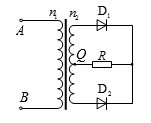 n₁ n₂ D₁
A
Q R
B
D₂